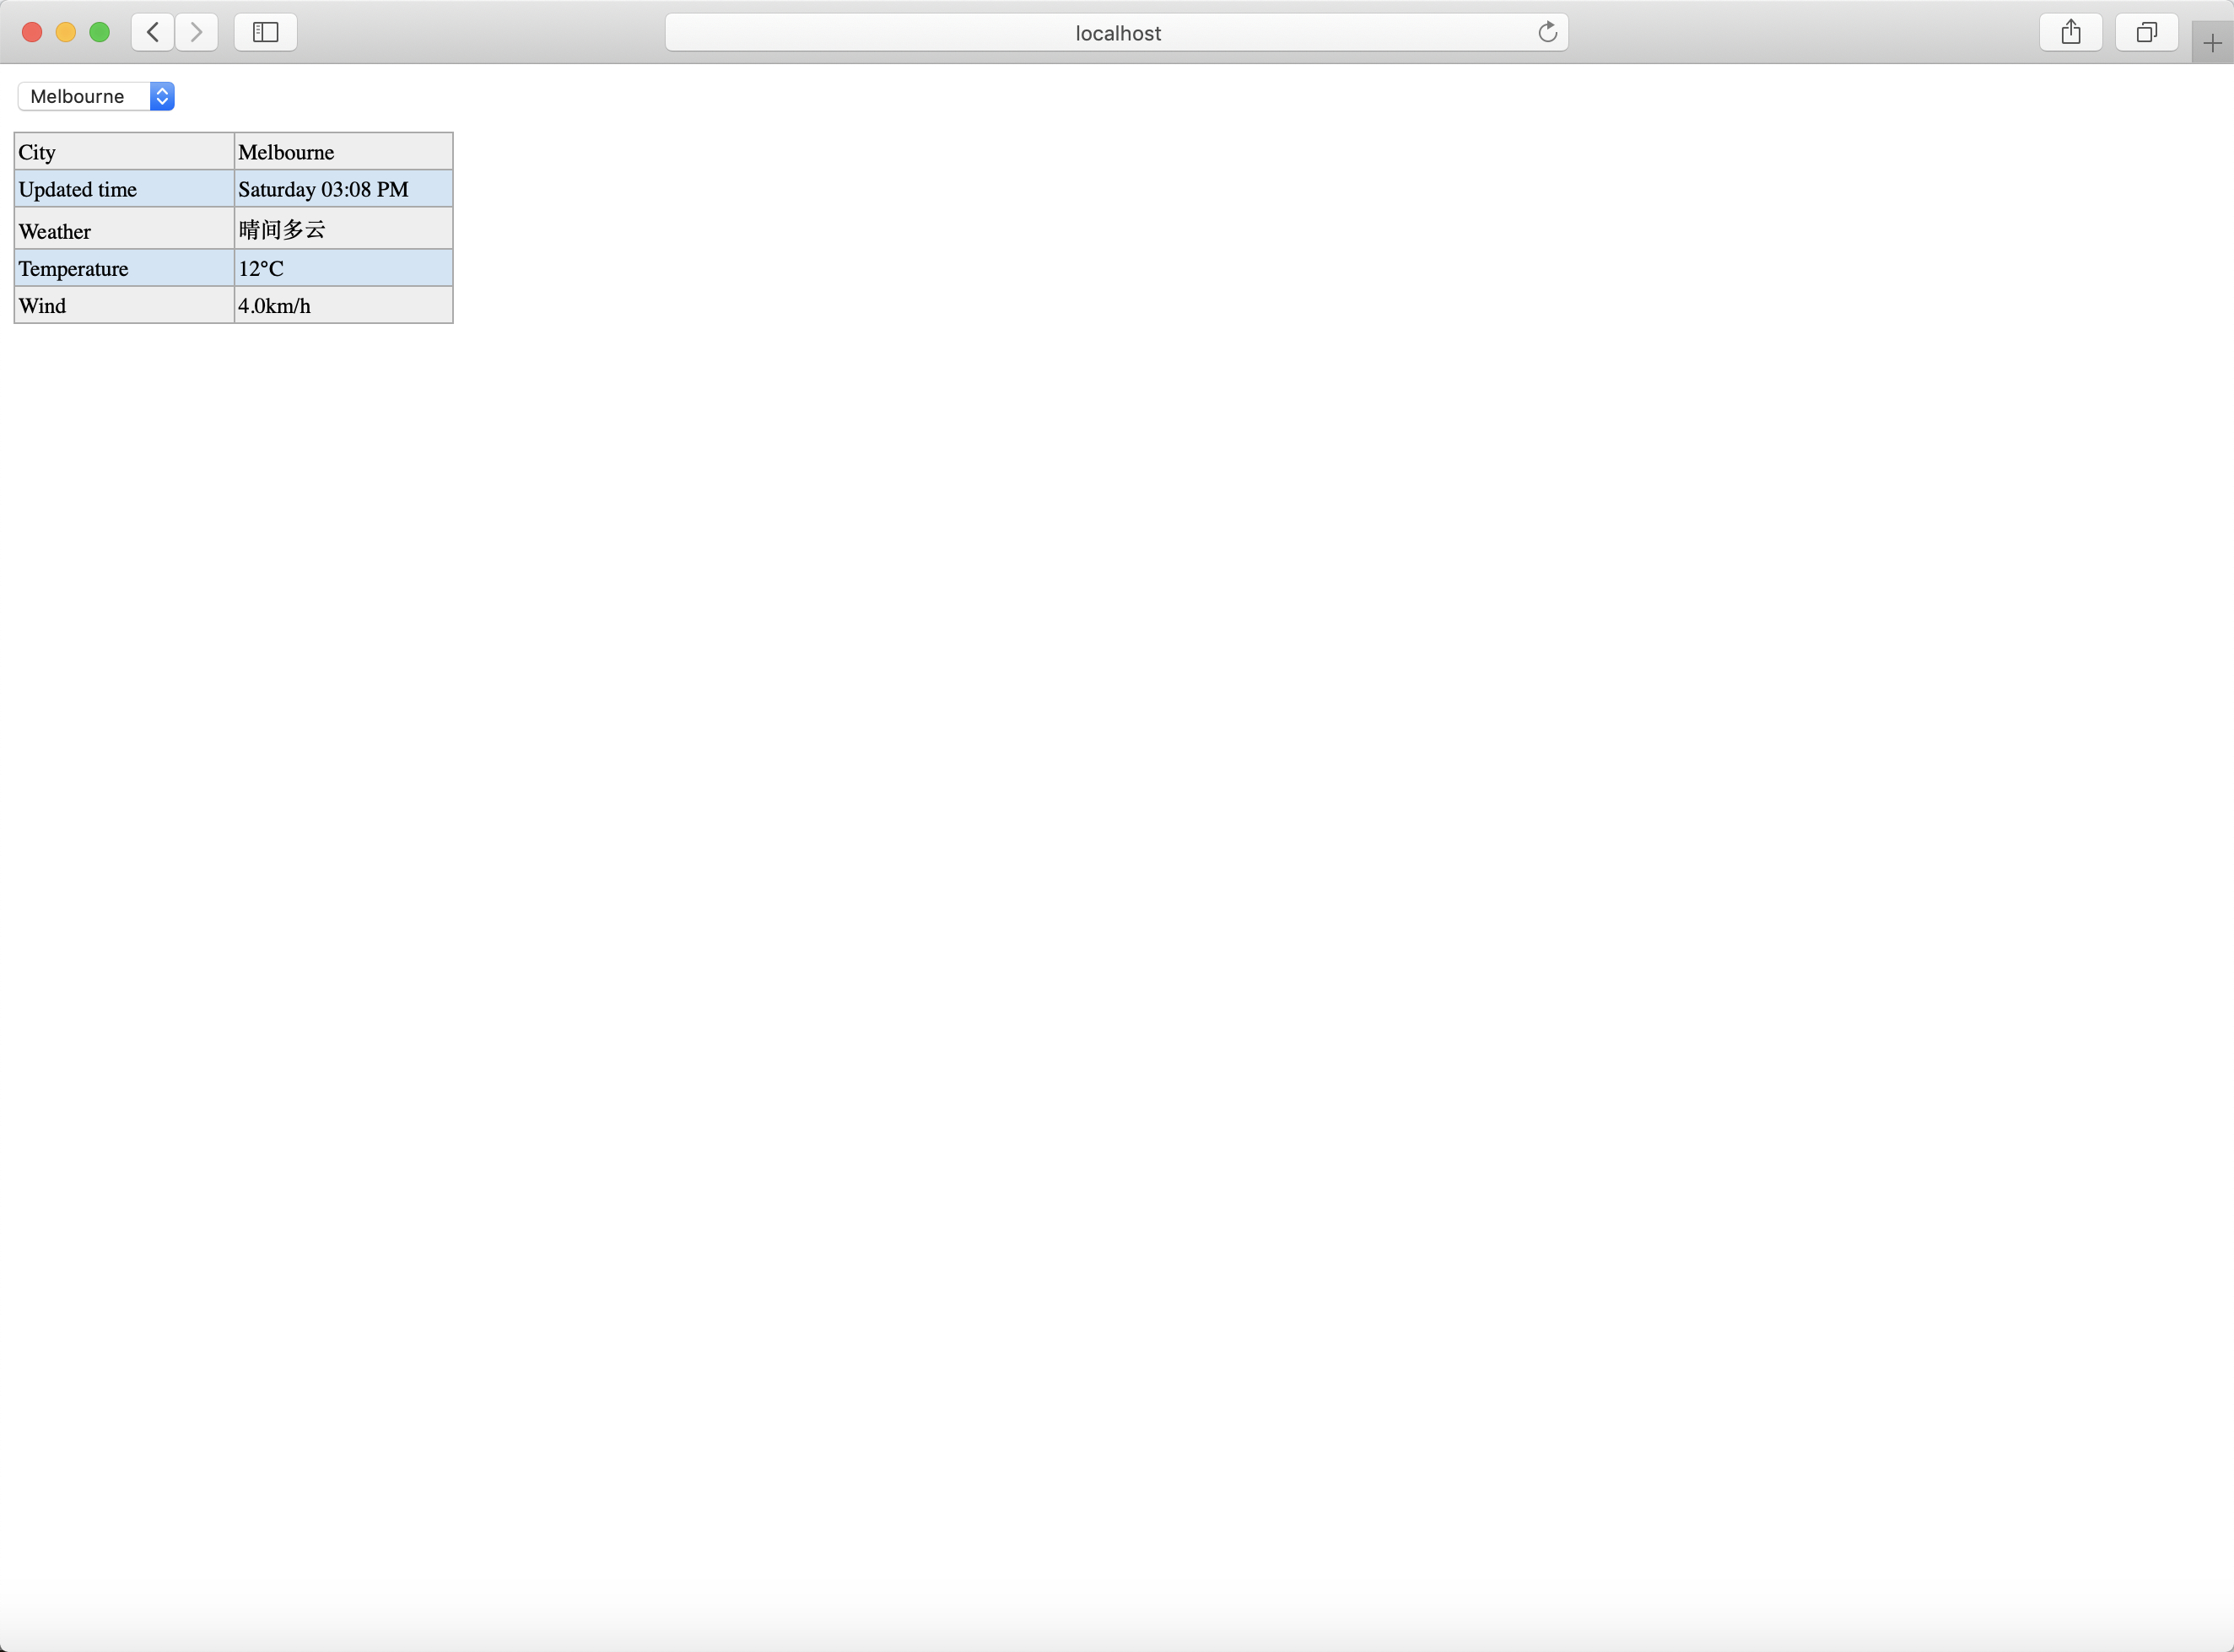 localhost
Melbourne
City Melbourne
Updated time Saturday 03:08 PM
Weather 晴间多云
Temperature 12°C
Wind 4.0km/h